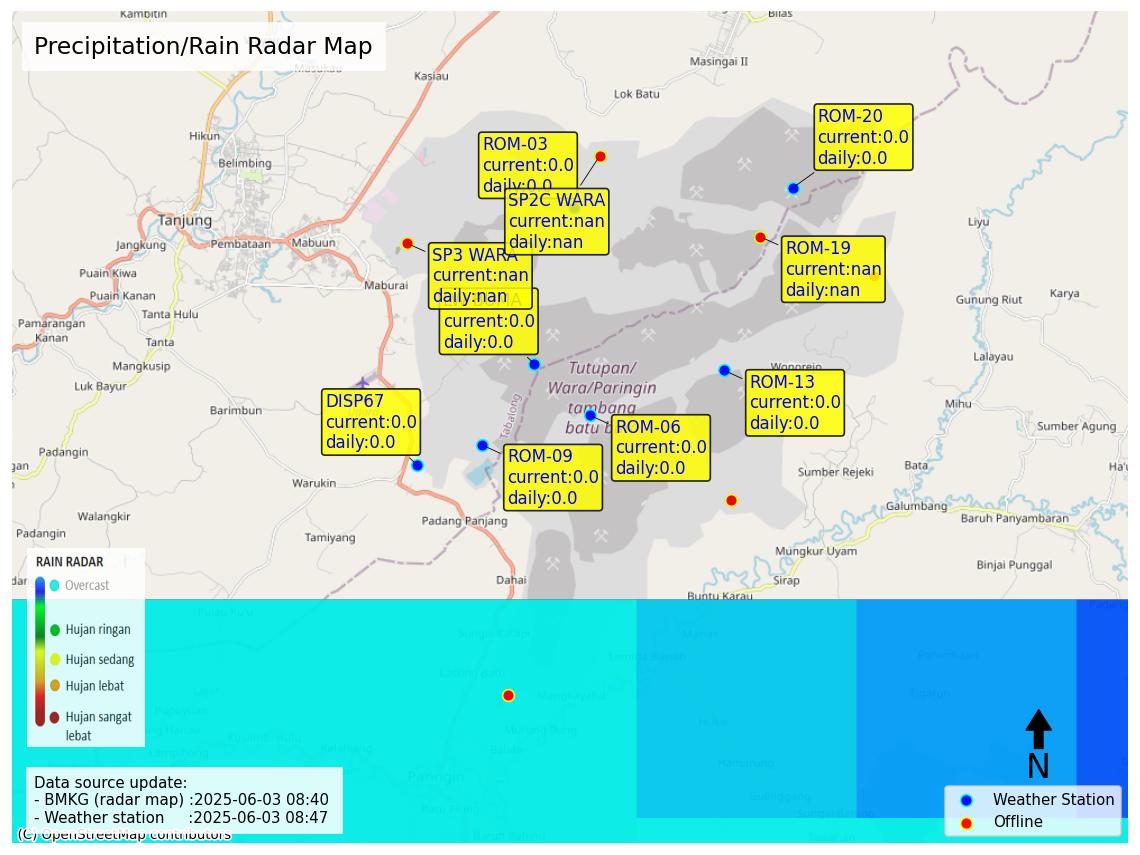 Kambitin
Bilas
Precipitation/Rain Radar Map
Masukau
Kasiau
Masingai II
Lok Batu
Hikun
Belimbing
ROM-03
current:0.0
daily:0.0
ROM-20
current:0.0
daily:0.0
SP2C WARA
current:nan
daily:nan
Tanjung
Jangkung
Pembataan
Mabuun
Liyu
SP3 WARA
current:nan
daily:nan
ROM-19
current:nan
daily:nan
Puain Kiwa
Puain Kanan
Maburai
Gunung Riut
Karya
Tanta Hulu
current:0.0
daily:0.0
Pamarangan
Kanan
Tanta
Mangkusip
Lalayau
Luk Bayur
Tutupan/
Wara/Paringin
tambang
batu b
Wonorejo
ROM-13
current:0.0
daily:0.0
DISP67
current:0.0
daily:0.0
Barimbun
Tabalong
Mihu
ROM-06
current:0.0
daily:0.0
Sumber Agung
Padangin
ROM-09
current:0.0
daily:0.0
Bata
Sumber Rejeki
Warukin
Galumbang
Walangkir
Padang Panjang
Baruh Panyambaran
Padangin
Tamiyang
Mungkur Uyam
Binjai Punggal
Dahai
Sirap
Buntu Karau
RAIN RADAR
Overcast
Hujan ringan
Hujan sedang
Hujan lebat
Hujan sangat
lebat
Mangkayahu
Murung Ilung
Paringin
Hamarung
N
Data source update:
- BMKG (radar map) :2025-06-03 08:40
- Weather station :2025-06-03 08:47
(C) OpenStreetMap contributors
Weather Station
Offline